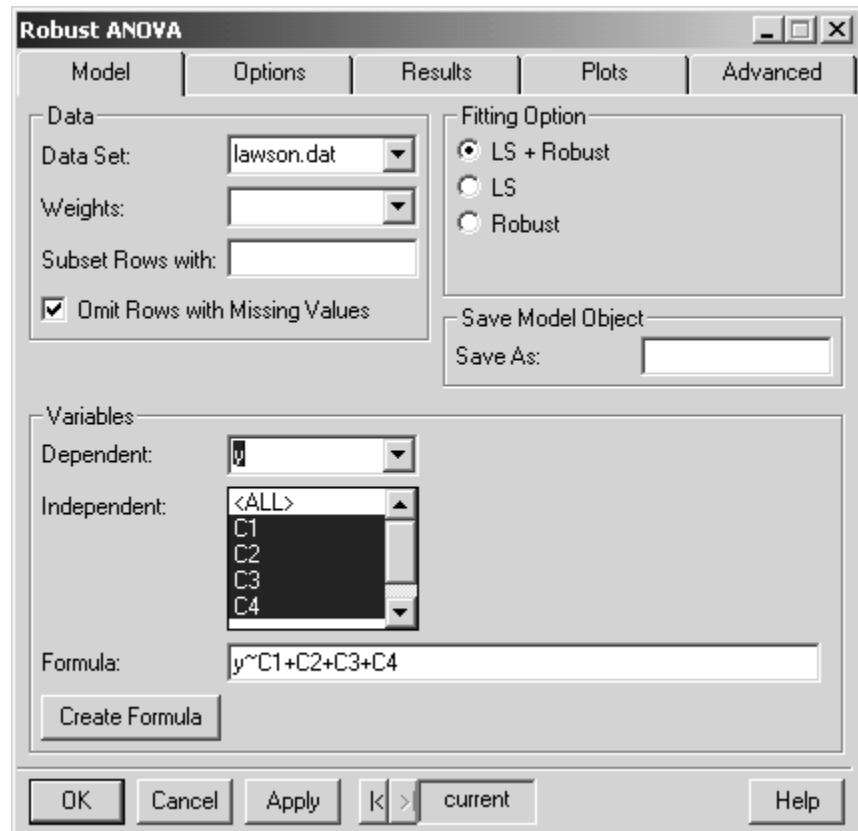 Robust ANOVA
Model Options Results Plots Advanced
Data
Data Set: lawson.dat
Weights:
Subset Rows with:
Omit Rows with Missing Values
Fitting Option
LS + Robust
LS
Robust
Save Model Object
Save As:
Variables
Dependent: y
Independent: <ALL>
C1
C2
C3
C4
Formula: y~C1+C2+C3+C4
Create Formula
OK Cancel Apply |< >| current Help